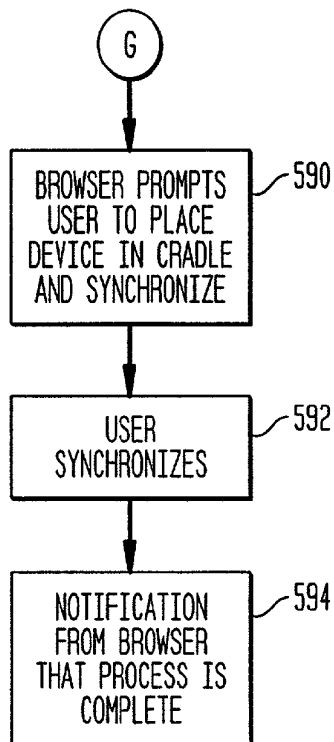 G
BROWSER PROMPTS
USER TO PLACE
DEVICE IN CRADLE
AND SYNCHRONIZE
590
USER
SYNCHRONIZES
592
NOTIFICATION
FROM BROWSER
THAT PROCESS IS
COMPLETE
594